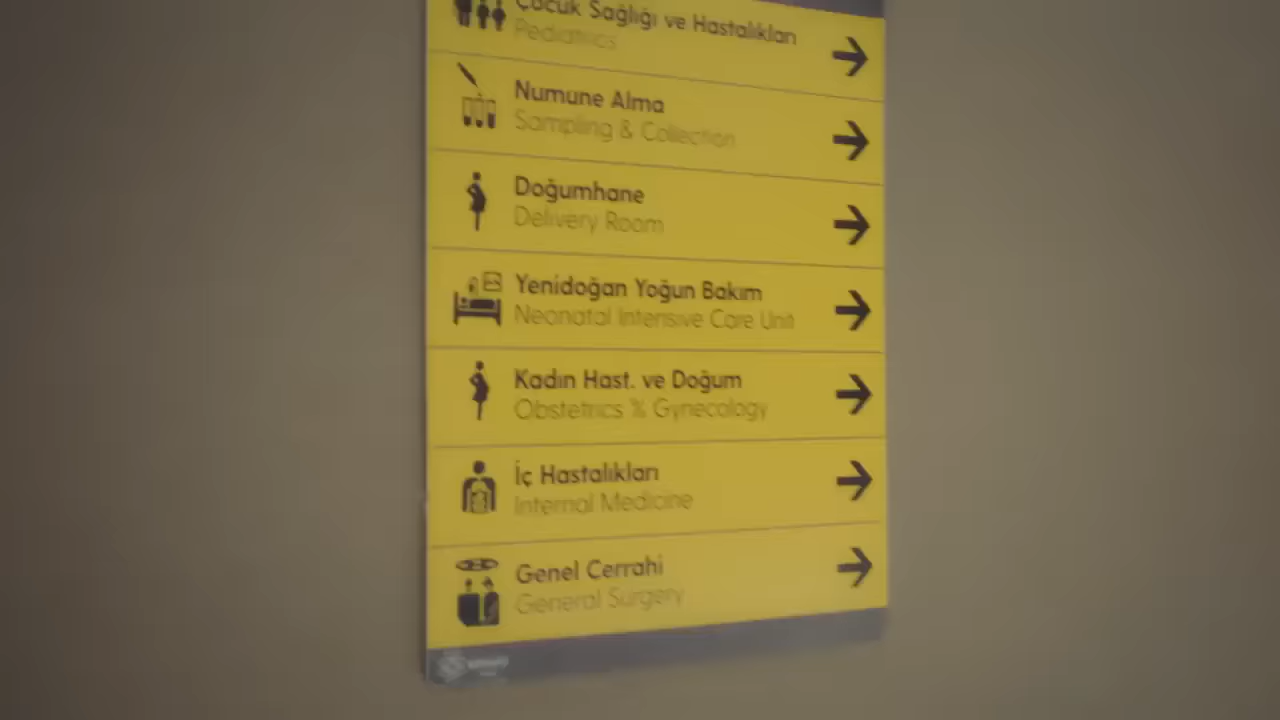 Çocuk Sağlığı ve Hastalıkları
Pediatrics
Numune Alma
Sampling & Collection
Doğumhane
Delivery Room
Yenidoğan Yoğun Bakım
Neonatal Intensive Care Unit
Kadın Hast. ve Doğum
Obstetrics % Gynecology
İç Hastalıkları
Internal Medicine
Genel Cerrahi
General Surgery